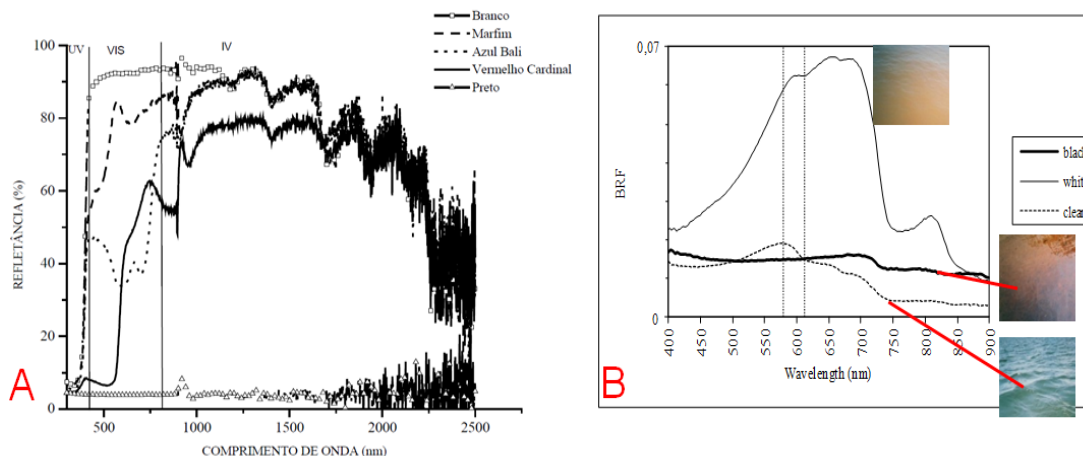 Branco
Marfim
Azul Bali
Vermelho Cardinal
Preto
UV VIS IV
100
80
60
40
20
0
REFLETÂNCIA (%)
500 1000 1500 2000 2500
COMPRIMENTO DE ONDA (nm)
A
B
0,07
BRF
0
400 450 500 550 600 650 700 750 800 850 900
Wavelength (nm)
blac
whit
clea